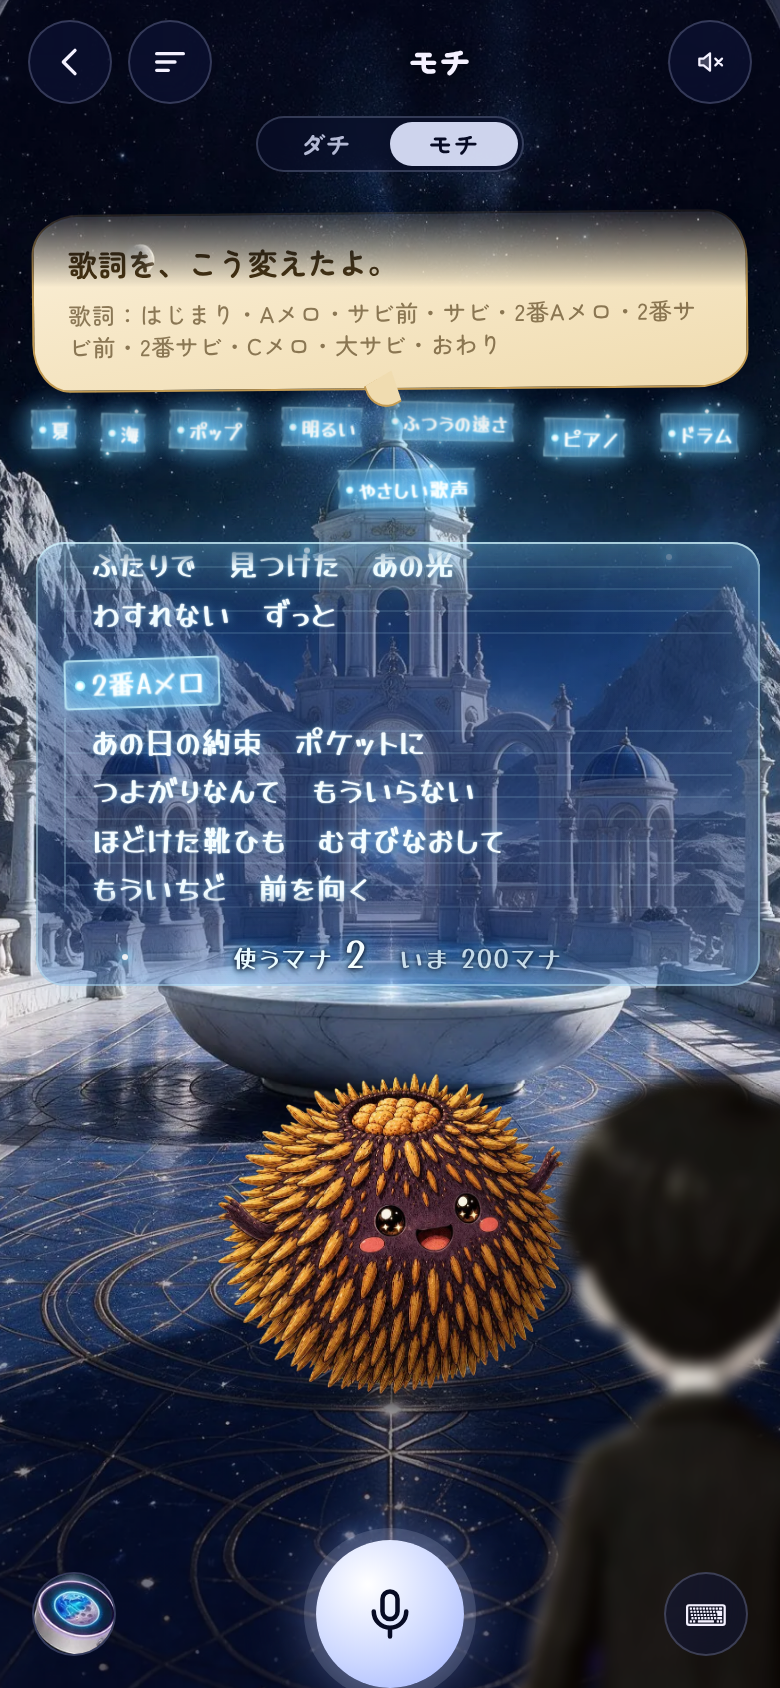 モチ
ダチ
モチ
歌詞を、こう変えたよ。
歌詞：はじまり・Aメロ・サビ前・サビ・2番Aメロ・2番サ
ビ前・2番サビ・Cメロ・大サビ・おわり
•夏 •海 •ポップ •明るい •ふつうの速さ •ピアノ •ドラム
•やさしい歌声
ふたりで　見つけた　あの光
わすれない　ずっと
•2番Aメロ
あの日の約束　ポケットに
つよがりなんて　もういらない
ほどけた靴ひも　むすびなおして
もういちど　前を向く
使うマナ 2　いま 200マナ